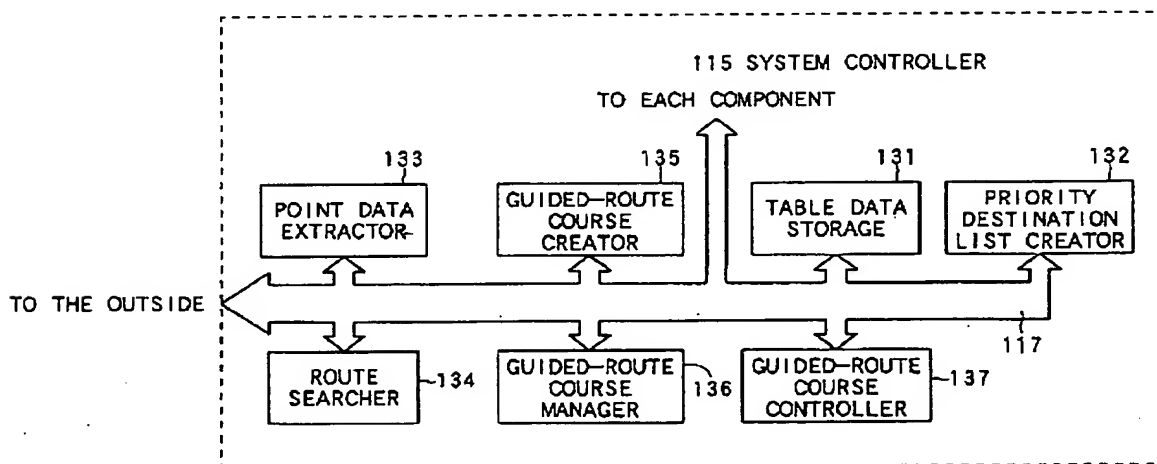 115 SYSTEM CONTROLLER
TO EACH COMPONENT
133
135
131
132
POINT DATA
EXTRACTOR
GUIDED-ROUTE
COURSE
CREATOR
TABLE DATA
STORAGE
PRIORITY
DESTINATION
LIST CREATOR
TO THE OUTSIDE
117
ROUTE
SEARCHER
134
GUIDED-ROUTE
COURSE
MANAGER
136
GUIDED-ROUTE
COURSE
CONTROLLER
137